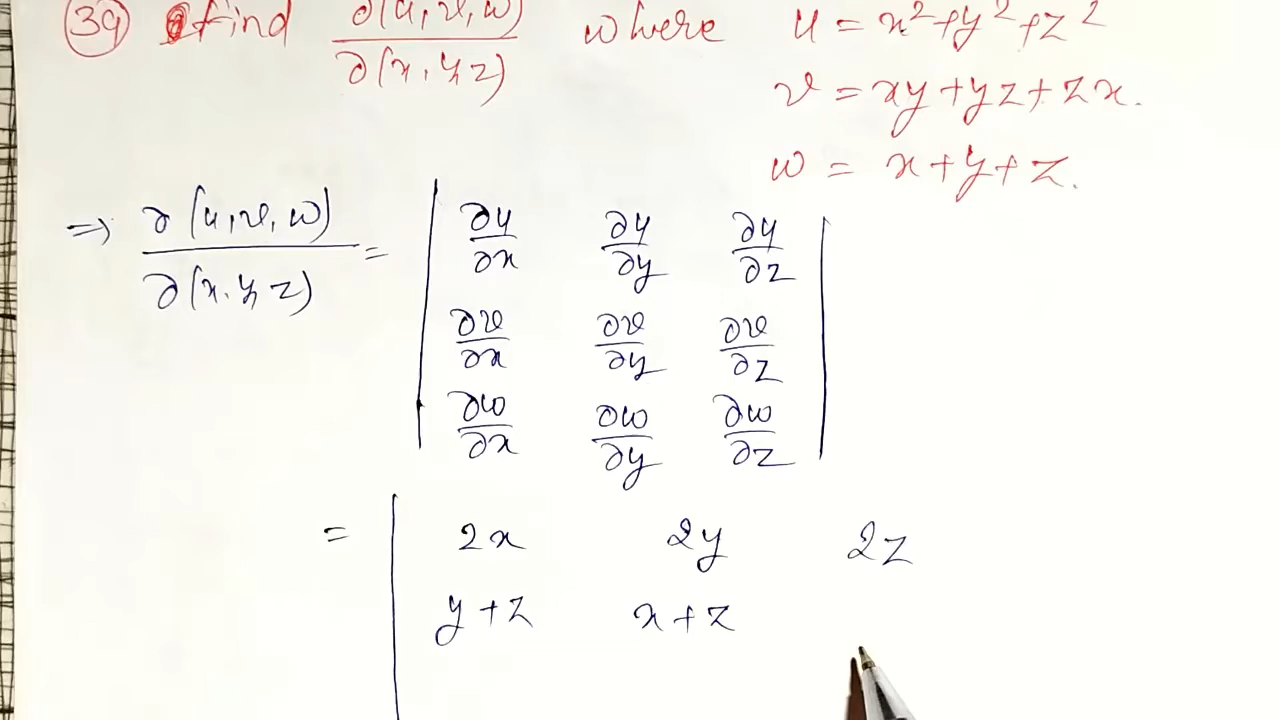 39 Find ∂(u,v,w)/∂(x,y,z) where u = x²+y²+z²
v = xy+yz+zx.
w = x+y+z.
⇒ ∂(u,v,w)/∂(x,y,z) = | ∂u/∂x ∂u/∂y ∂u/∂z |
| ∂v/∂x ∂v/∂y ∂v/∂z |
| ∂w/∂x ∂w/∂y ∂w/∂z |
= | 2x 2y 2z
y+z x+z